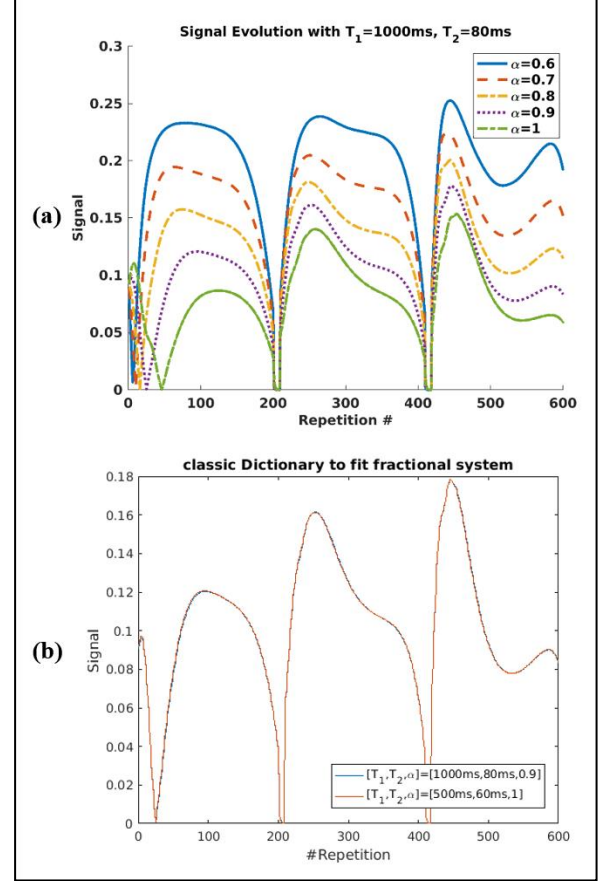 Signal Evolution with T1=1000ms, T2=80ms
0.3
0.25
0.2
0.15
0.1
0.05
0
Signal
α=0.6
α=0.7
α=0.8
α=0.9
α=1
(a)
0 100 200 300 400 500 600
Repetition #
classic Dictionary to fit fractional system
0.18
0.16
0.14
0.12
0.1
0.08
0.06
0.04
0.02
0
Signal
(b)
[T1,T2,α]=[1000ms,80ms,0.9]
[T1,T2,α]=[500ms,60ms,1]
0 100 200 300 400 500 600
#Repetition